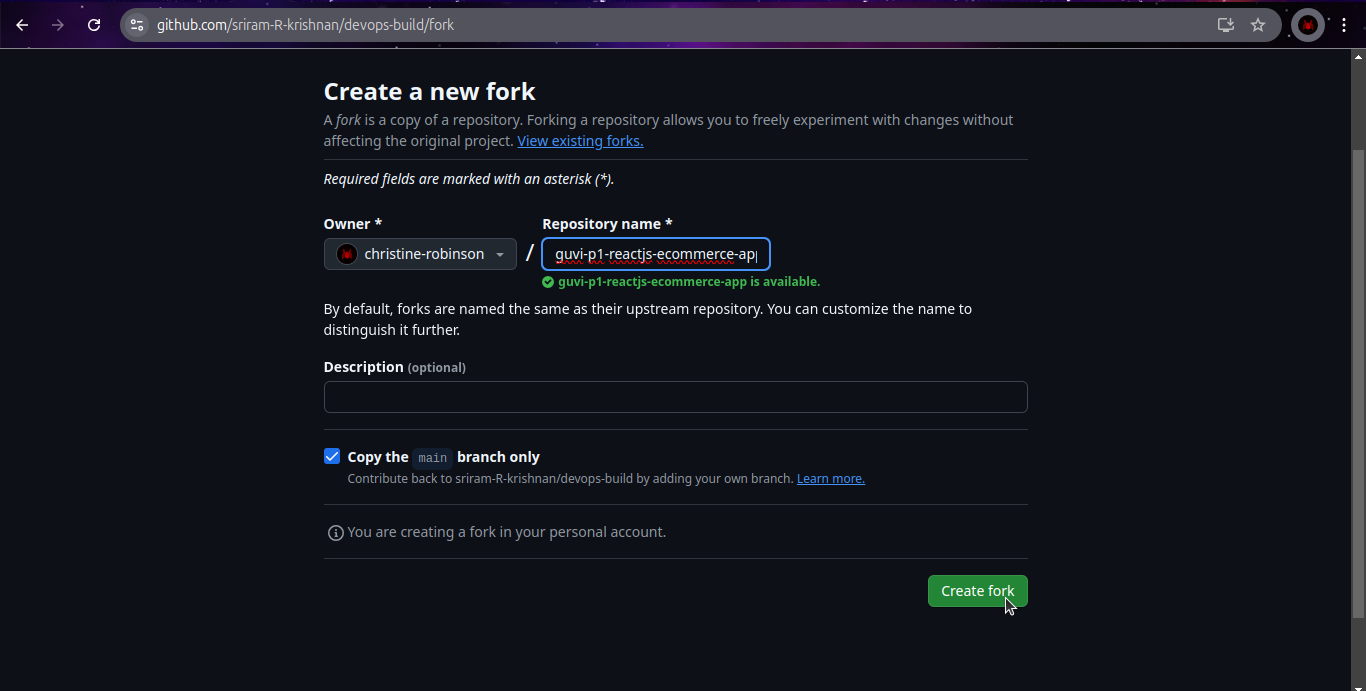 github.com/sriram-R-krishnan/devops-build/fork
Create a new fork
A fork is a copy of a repository. Forking a repository allows you to freely experiment with changes without
affecting the original project. View existing forks.
Required fields are marked with an asterisk (*).
Owner * Repository name *
christine-robinson / guvi-p1-reactjs-ecommerce-app
guvi-p1-reactjs-ecommerce-app is available.
By default, forks are named the same as their upstream repository. You can customize the name to
distinguish it further.
Description (optional)
Copy the main branch only
Contribute back to sriram-R-krishnan/devops-build by adding your own branch. Learn more.
You are creating a fork in your personal account.
Create fork